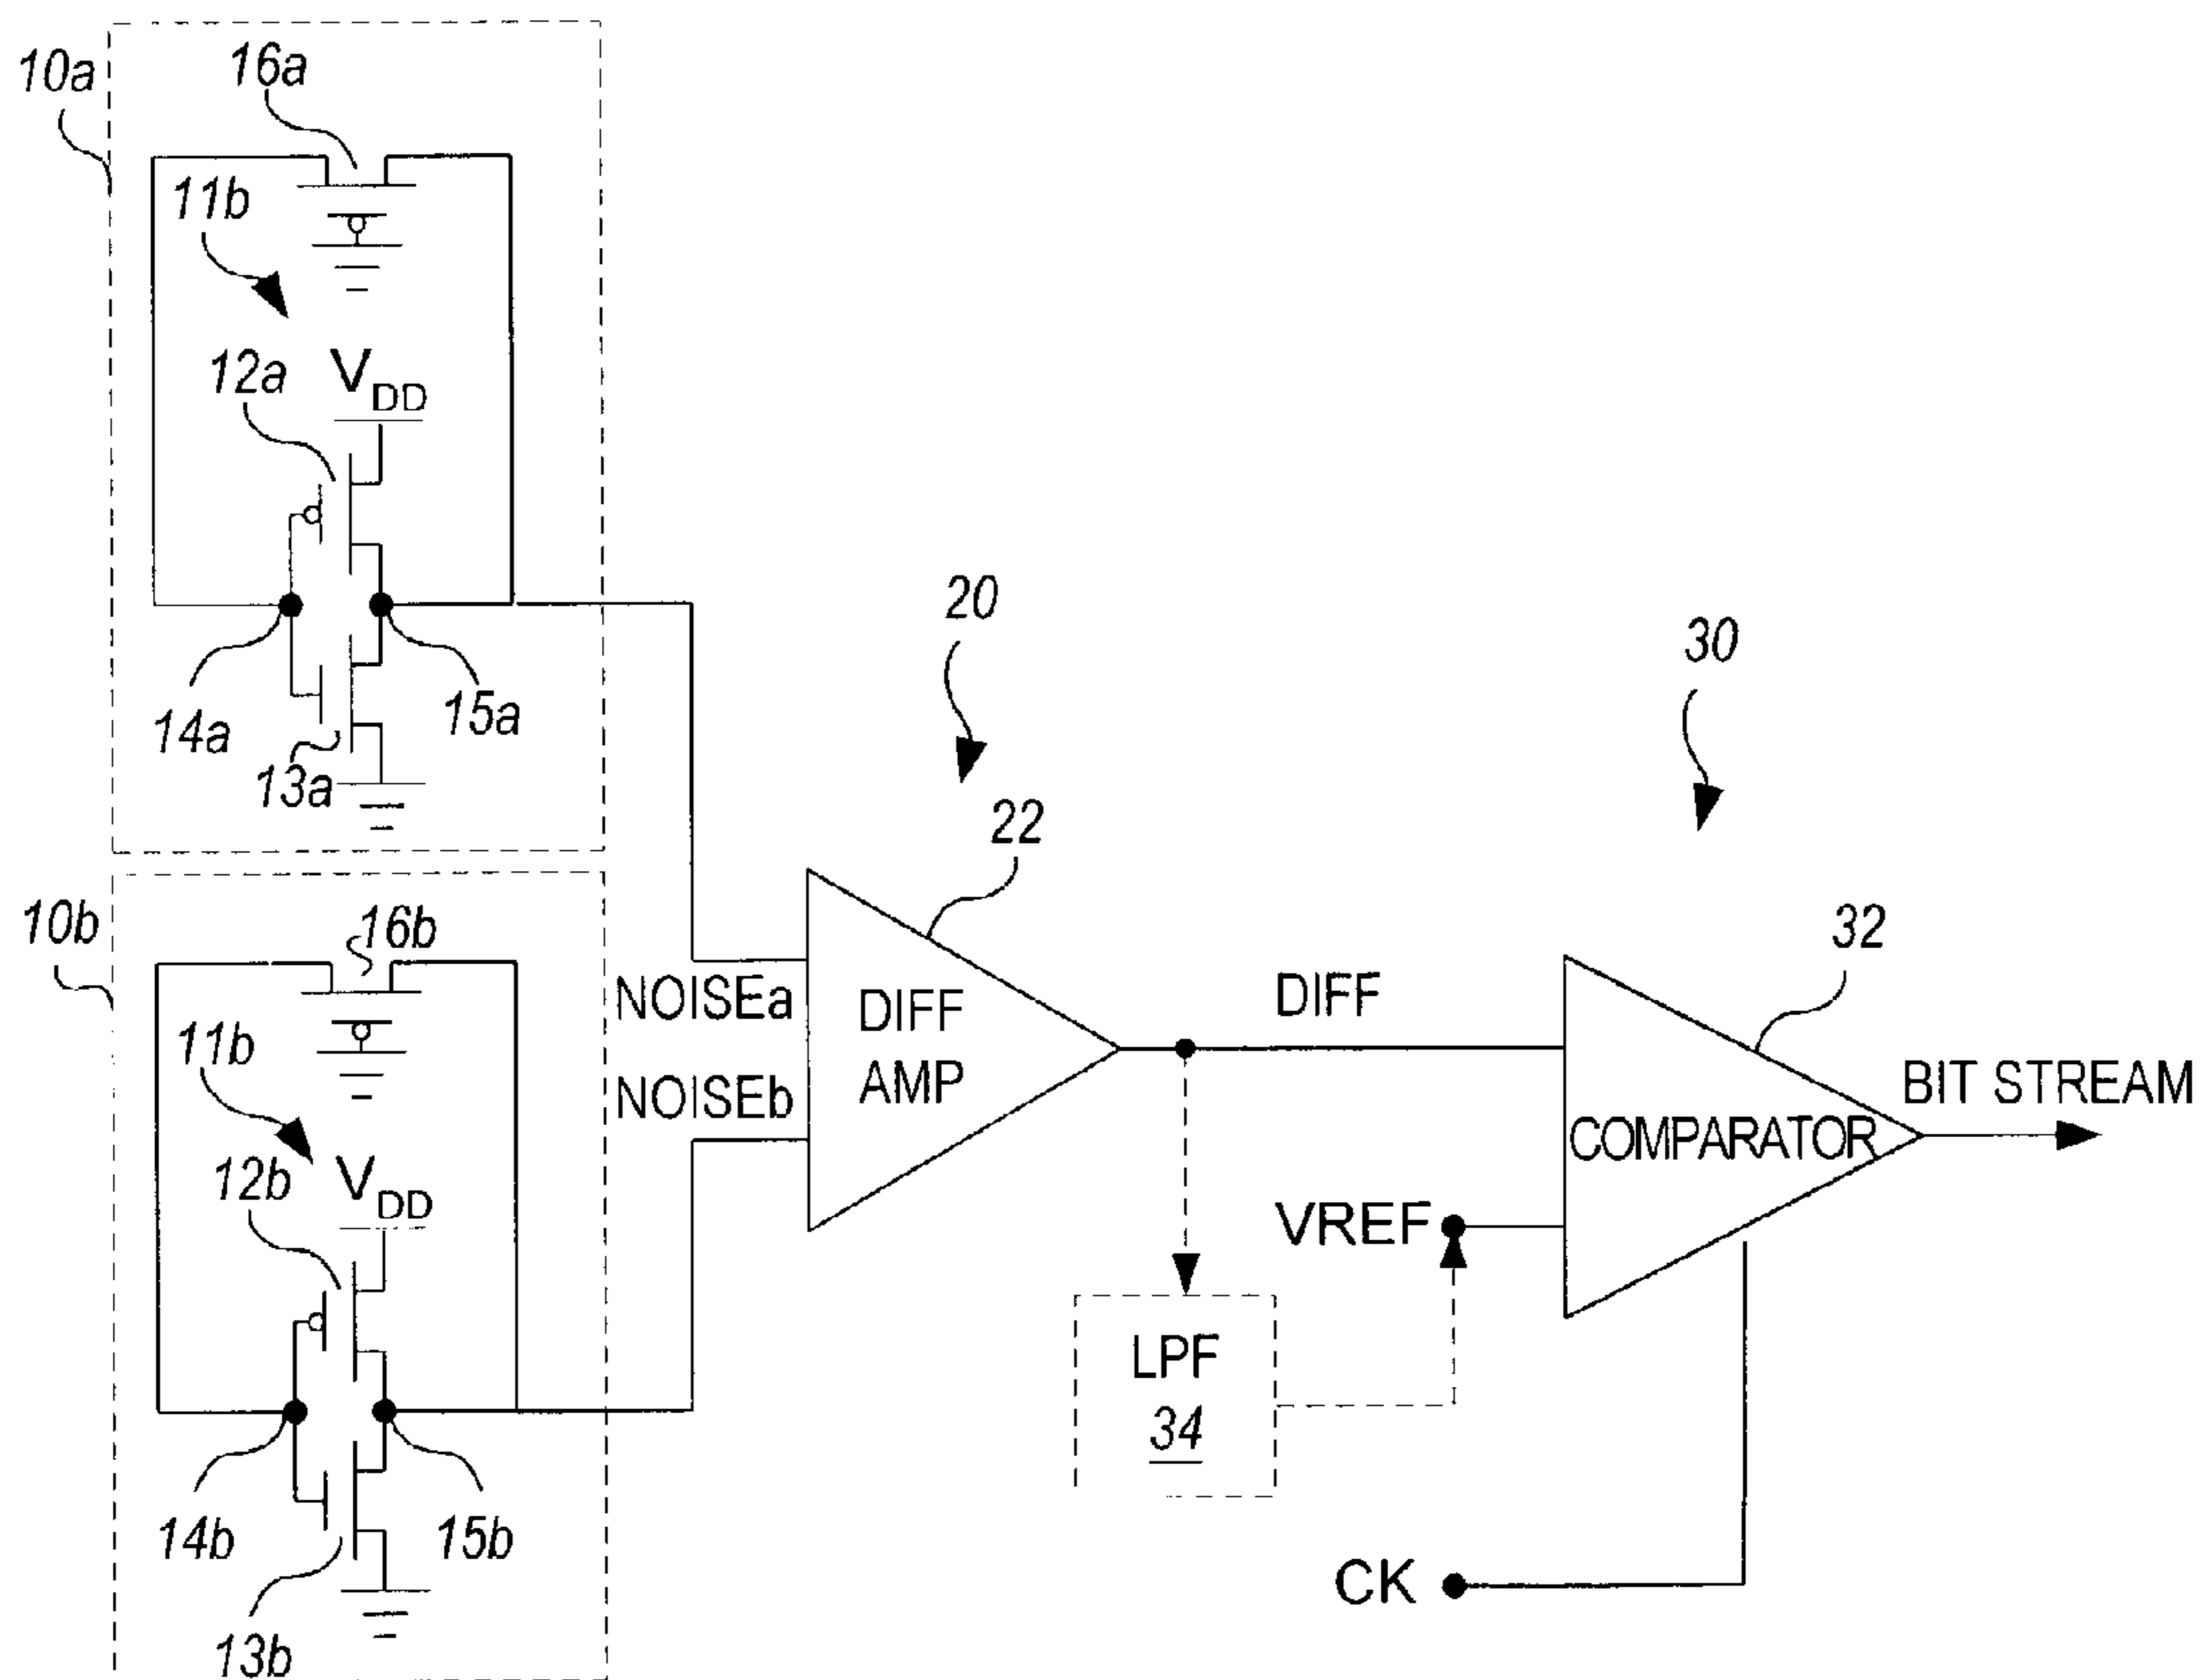 10a
16a
11b
12a
VDD
14a
15a
13a
10b
16b
11b
12b
VDD
14b
15b
13b
NOISEa
NOISEb
20
22
DIFF
AMP
DIFF
30
32
COMPARATOR
BIT STREAM
VREF
LPF
34
CK